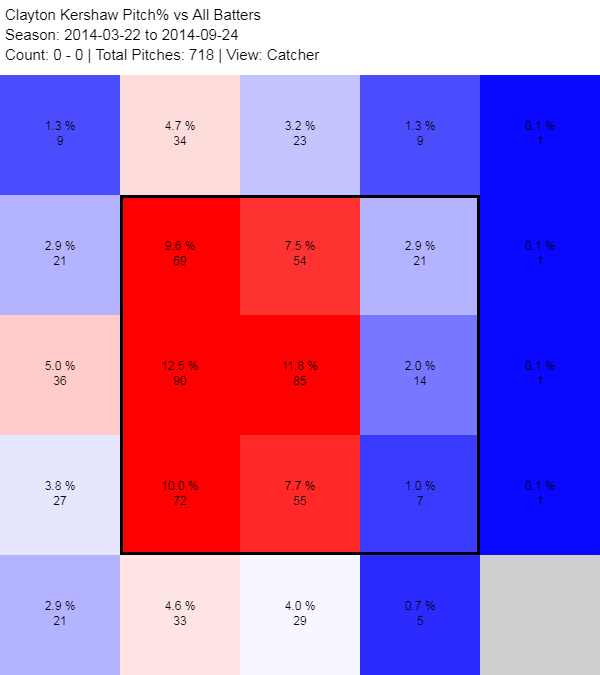 Clayton Kershaw Pitch% vs All Batters
Season: 2014-03-22 to 2014-09-24
Count: 0 - 0 | Total Pitches: 718 | View: Catcher
1.3 % 4.7 % 3.2 % 1.3 % 0.1 %
9 34 23 9 1
2.9 % 9.6 % 7.5 % 2.9 % 0.1 %
21 69 54 21 1
5.0 % 12.5 % 11.8 % 2.0 % 0.1 %
36 90 85 14 1
3.8 % 10.0 % 7.7 % 1.0 % 0.1 %
27 72 55 7 1
2.9 % 4.6 % 4.0 % 0.7 %
21 33 29 5